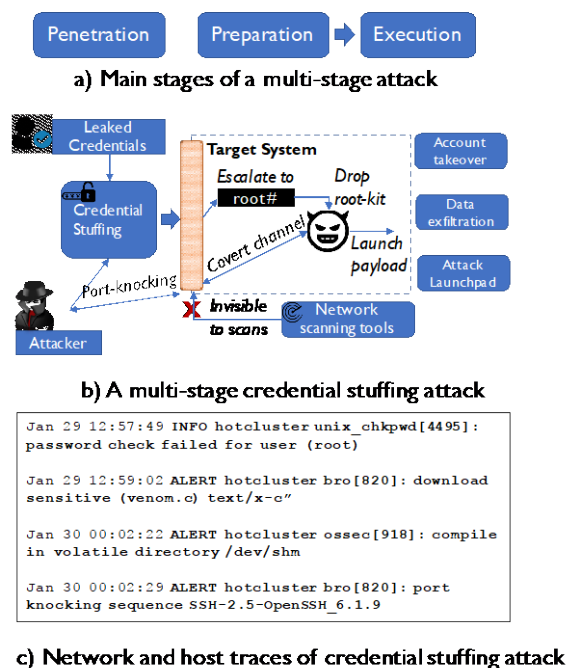 Penetration
Preparation
Execution
a) Main stages of a multi-stage attack
Leaked
Credentials
Target System
Account
takeover
Escalate to
Drop
root-kit
root#
Credential
Stuffing
Data
exfiltration
Covert channel
Launch
payload
Port-knocking
Attack
Launchpad
Invisible
to scans
Network
scanning tools
Attacker
b) A multi-stage credential stuffing attack
Jan 29 12:57:49 INFO hotcluster unix_chkpwd[4495]:
password check failed for user (root)
Jan 29 12:59:02 ALERT hotcluster bro[820]: download
sensitive (venom.c) text/x-c”
Jan 30 00:02:22 ALERT hotcluster ossec[918]: compile
in volatile directory /dev/shm
Jan 30 00:02:29 ALERT hotcluster bro[820]: port
knocking sequence SSH-2.5-OpenSSH_6.1.9
c) Network and host traces of credential stuffing attack